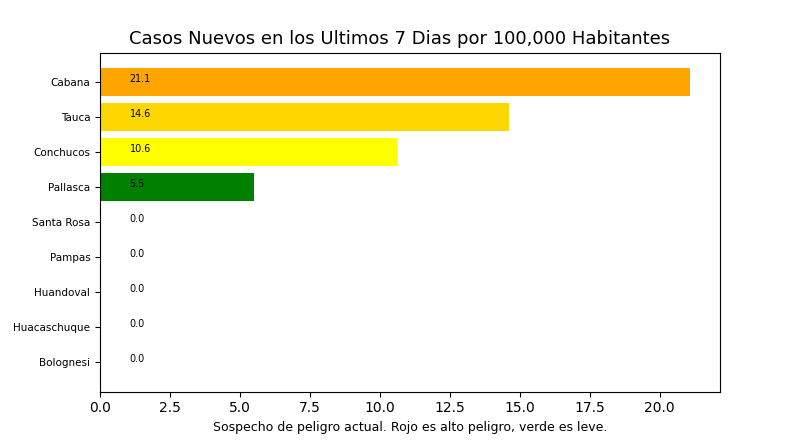 Casos Nuevos en los Ultimos 7 Dias por 100,000 Habitantes
Cabana 21.1
Tauca 14.6
Conchucos 10.6
Pallasca 5.5
Santa Rosa 0.0
Pampas 0.0
Huandoval 0.0
Huacaschuque 0.0
Bolognesi 0.0
0.0 2.5 5.0 7.5 10.0 12.5 15.0 17.5 20.0
Sospecho de peligro actual. Rojo es alto peligro, verde es leve.